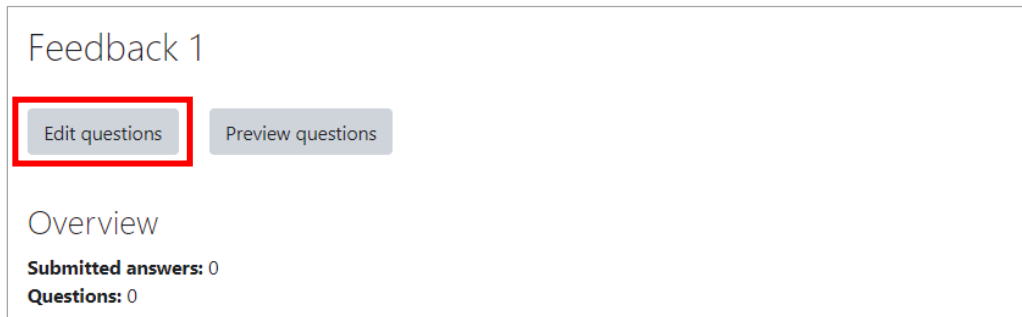 Feedback 1
Edit questions Preview questions
Overview
Submitted answers: 0
Questions: 0